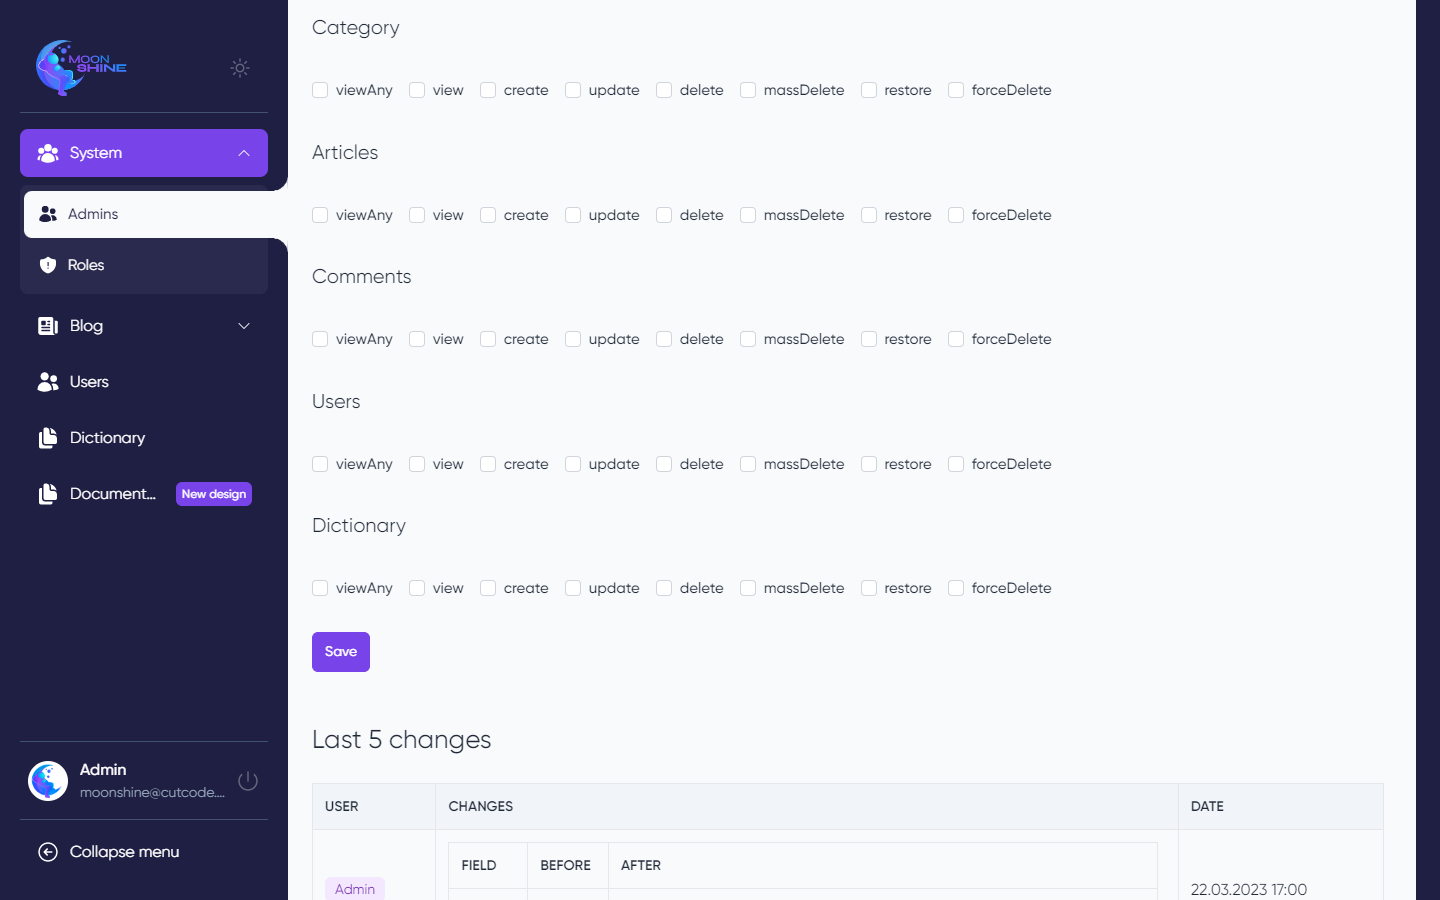 MOON
SHINE
System
Admins
Roles
Blog
Users
Dictionary
Document... New design
Admin
moonshine@cutcode....
Collapse menu
Category
viewAny view create update delete massDelete restore forceDelete
Articles
viewAny view create update delete massDelete restore forceDelete
Comments
viewAny view create update delete massDelete restore forceDelete
Users
viewAny view create update delete massDelete restore forceDelete
Dictionary
viewAny view create update delete massDelete restore forceDelete
Save
Last 5 changes
USER CHANGES DATE
FIELD BEFORE AFTER
Admin 22.03.2023 17:00